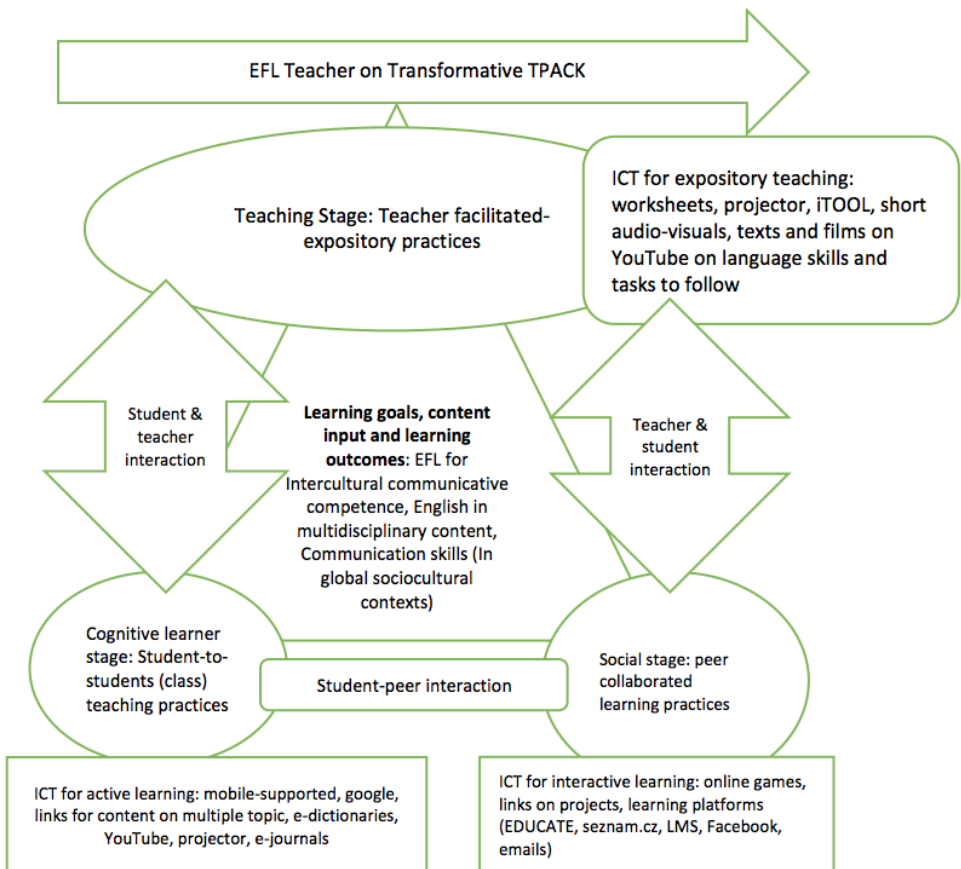 EFL Teacher on Transformative TPACK
Teaching Stage: Teacher facilitated-
expository practices
ICT for expository teaching:
worksheets, projector, iTOOL, short
audio-visuals, texts and films on
YouTube on language skills and
tasks to follow
Student &
teacher
interaction
Learning goals, content
input and learning
outcomes: EFL for
Intercultural communicative
competence, English in
multidisciplinary content,
Communication skills (In
global sociocultural
contexts)
Teacher &
student
interaction
Cognitive learner
stage: Student-to-
students (class)
teaching practices
Student-peer interaction
Social stage: peer
collaborated
learning practices
ICT for active learning: mobile-supported, google,
links for content on multiple topic, e-dictionaries,
YouTube, projector, e-journals
ICT for interactive learning: online games,
links on projects, learning platforms
(EDUCATE, seznam.cz, LMS, Facebook,
emails)